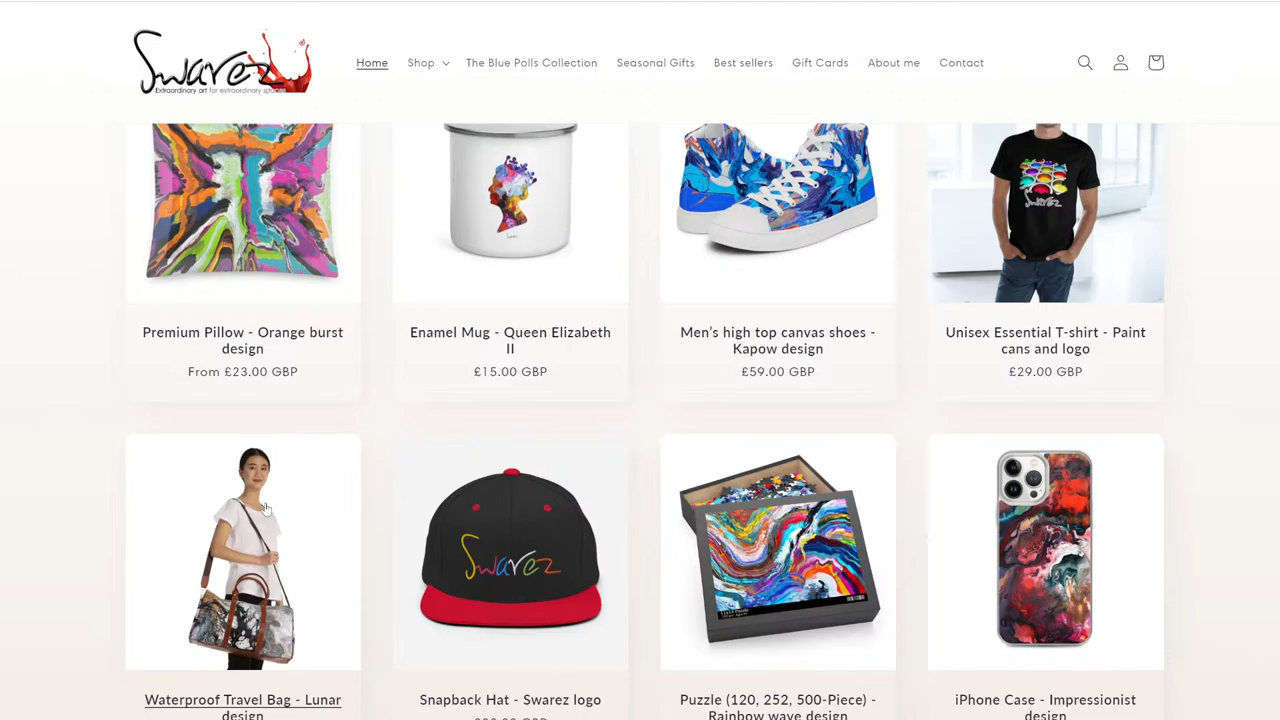 Swarez
Extraordinary art for extraordinary spaces
Home Shop The Blue Polls Collection Seasonal Gifts Best sellers Gift Cards About me Contact
Swarez
Premium Pillow - Orange burst
design
From £23.00 GBP
Enamel Mug - Queen Elizabeth
II
£15.00 GBP
Men's high top canvas shoes -
Kapow design
£59.00 GBP
Unisex Essential T-shirt - Paint
cans and logo
£29.00 GBP
Swarez
Waterproof Travel Bag - Lunar
design
Snapback Hat - Swarez logo
Puzzle (120, 252, 500-Piece) -
Rainbow wave design
iPhone Case - Impressionist
design